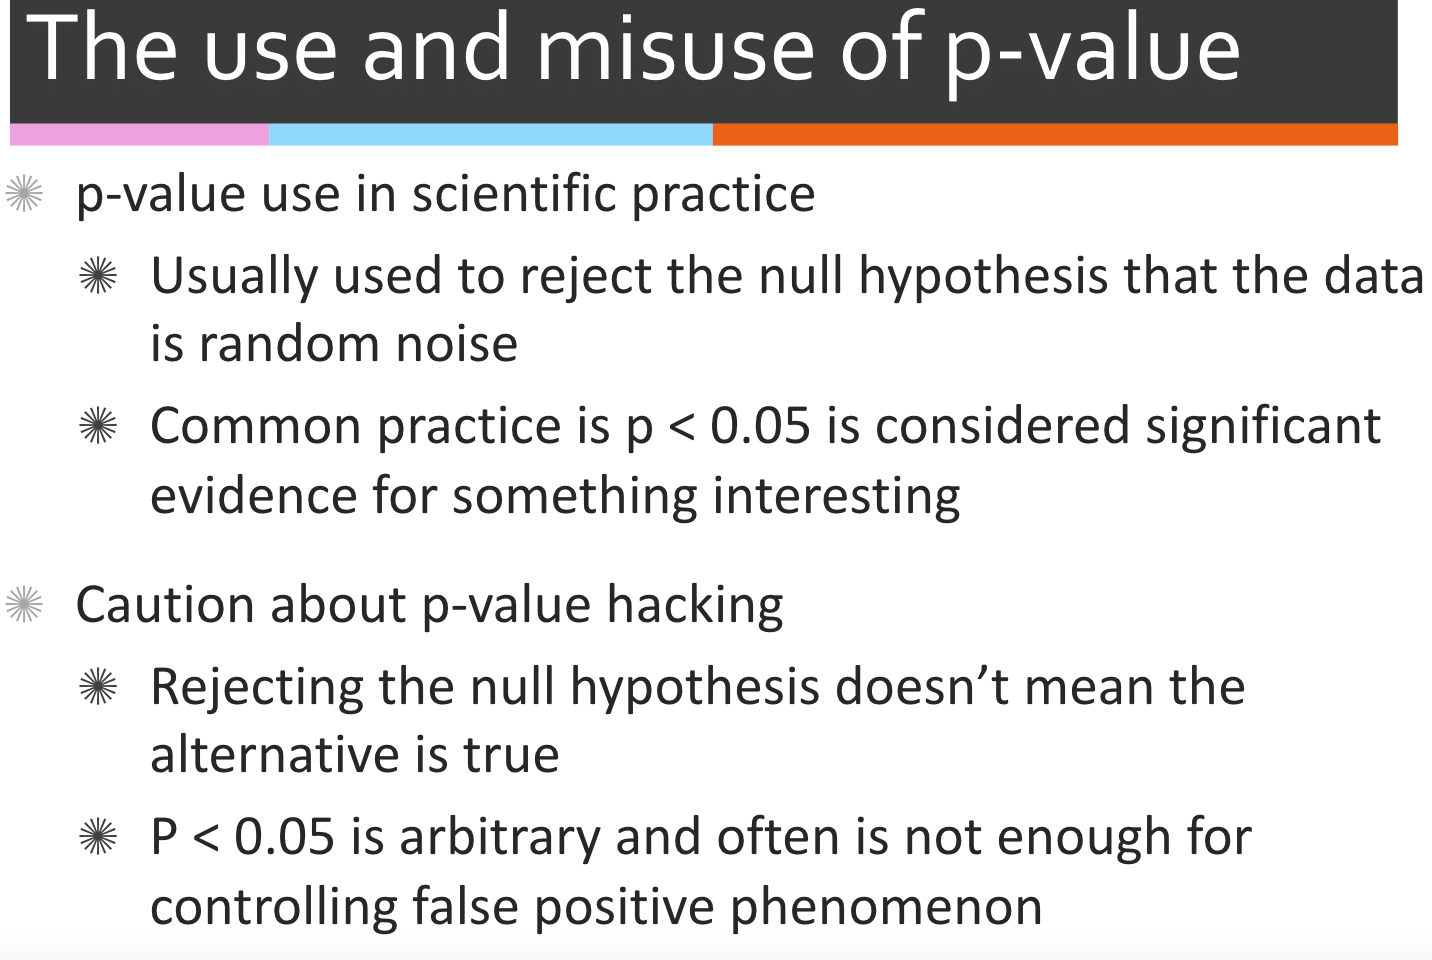 The use and misuse of p-value
p-value use in scientific practice
Usually used to reject the null hypothesis that the data
is random noise
Common practice is p < 0.05 is considered significant
evidence for something interesting
Caution about p-value hacking
Rejecting the null hypothesis doesn’t mean the
alternative is true
P < 0.05 is arbitrary and often is not enough for
controlling false positive phenomenon